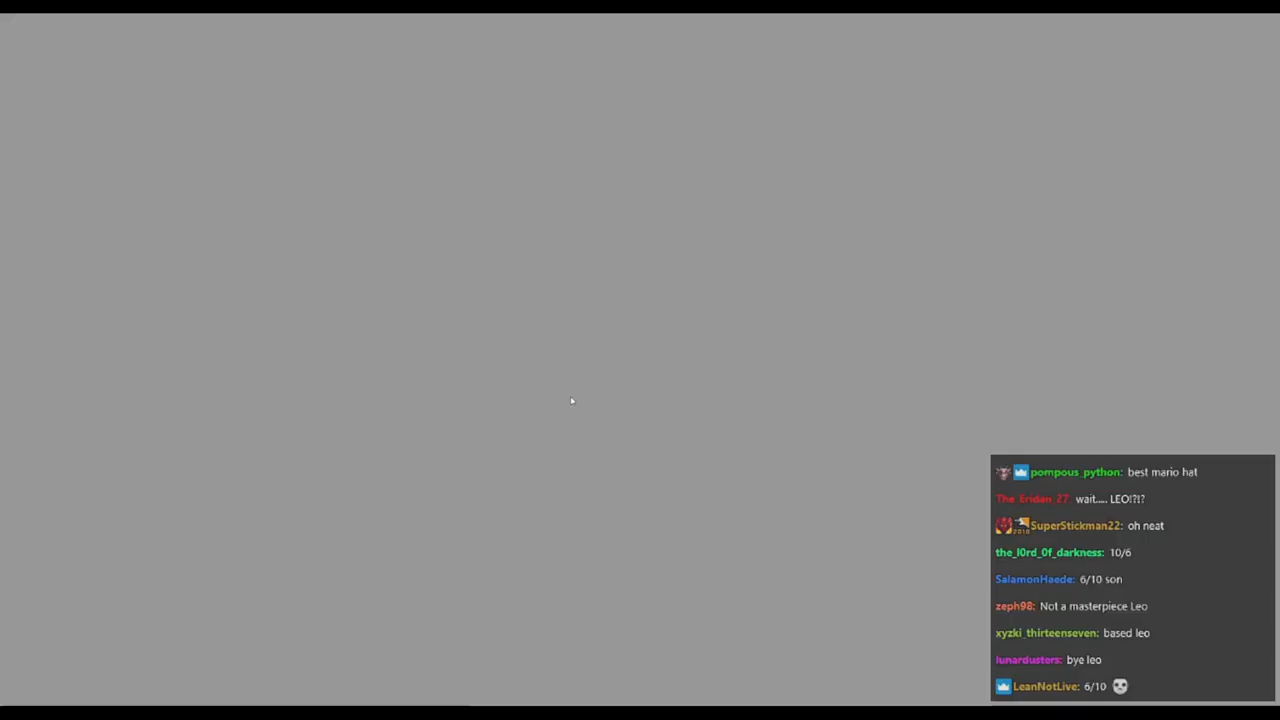 pompous_python: best mario hat
The_Eridan_27: wait.... LEO!?!?
SuperStickman22: oh neat
the_l0rd_0f_darkness: 10/6
SalamonHaede: 6/10 son
zeph98: Not a masterpiece Leo
xyzki_thirteenseven: based leo
lunardusters: bye leo
LeanNotLive: 6/10